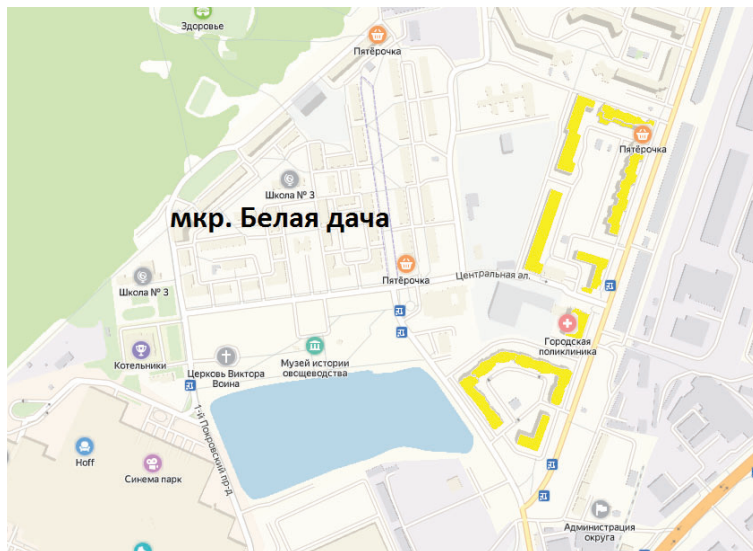 Здоровье
Пятёрочка
Пятёрочка
Школа № 3
мкр. Белая дача
Школа № 3
Пятёрочка
Центральная ал.
Городская
поликлиника
Котельники
Церковь Виктора
Воина
Музей истории
овощеводства
1-й Покровский пр-д
Hoff
Синема парк
Администрация
округа